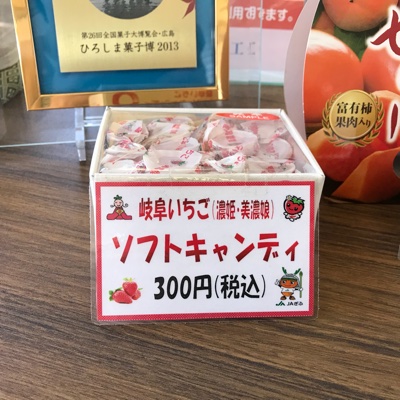 第26回全国菓子大博覧会・広島
ひろしま菓子博2013
用できます。
富有柿
果肉入り
岐阜いちご(濃姫・美濃娘)
ソフトキャンディ
300円(税込)
JAぎふ